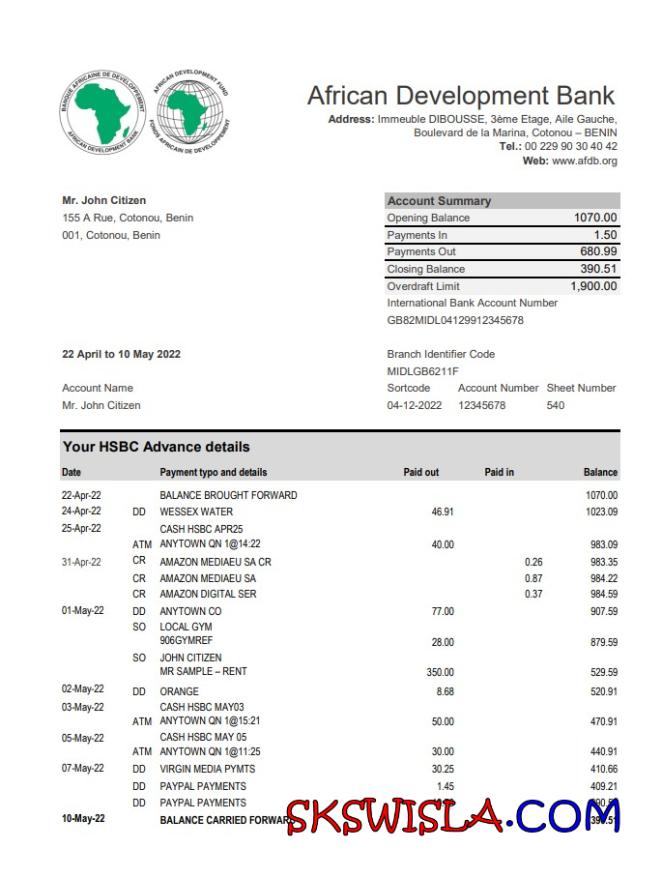 BANQUE AFRICAINE DE DEVELOPPEMENT
AFRICAN DEVELOPMENT BANK
AFRICAN DEVELOPMENT FUND
FONDS AFRICAIN DE DEVELOPPEMENT
African Development Bank
Address: Immeuble DIBOUSSE, 3ème Etage, Aile Gauche,
Boulevard de la Marina, Cotonou – BENIN
Tel.: 00 229 90 30 40 42
Web: www.afdb.org
Mr. John Citizen
155 A Rue, Cotonou, Benin
001, Cotonou, Benin
Account Summary
Opening Balance 1070.00
Payments In 1.50
Payments Out 680.99
Closing Balance 390.51
Overdraft Limit 1,900.00
International Bank Account Number
GB82MIDL04129912345678
22 April to 10 May 2022
Branch Identifier Code
MIDLGB6211F
Account Name
Mr. John Citizen
Sortcode Account Number Sheet Number
04-12-2022 12345678 540
Your HSBC Advance details
Date Payment typo and details Paid out Paid in Balance
22-Apr-22 BALANCE BROUGHT FORWARD 1070.00
24-Apr-22 DD WESSEX WATER 46.91 1023.09
25-Apr-22 CASH HSBC APR25
ATM ANYTOWN QN 1@14:22 40.00 983.09
31-Apr-22 CR AMAZON MEDIAEU SA CR 0.26 983.35
CR AMAZON MEDIAEU SA 0.87 984.22
CR AMAZON DIGITAL SER 0.37 984.59
01-May-22 DD ANYTOWN CO 77.00 907.59
SO LOCAL GYM
906GYMREF 28.00 879.59
SO JOHN CITIZEN
MR SAMPLE – RENT 350.00 529.59
02-May-22 DD ORANGE 8.68 520.91
03-May-22 CASH HSBC MAY03
ATM ANYTOWN QN 1@15:21 50.00 470.91
05-May-22 CASH HSBC MAY 05
ATM ANYTOWN QN 1@11:25 30.00 440.91
07-May-22 DD VIRGIN MEDIA PYMTS 30.25 410.66
DD PAYPAL PAYMENTS 1.45 409.21
DD PAYPAL PAYMENTS
10-May-22 BALANCE CARRIED FORWARD
SKSWISLA.COM